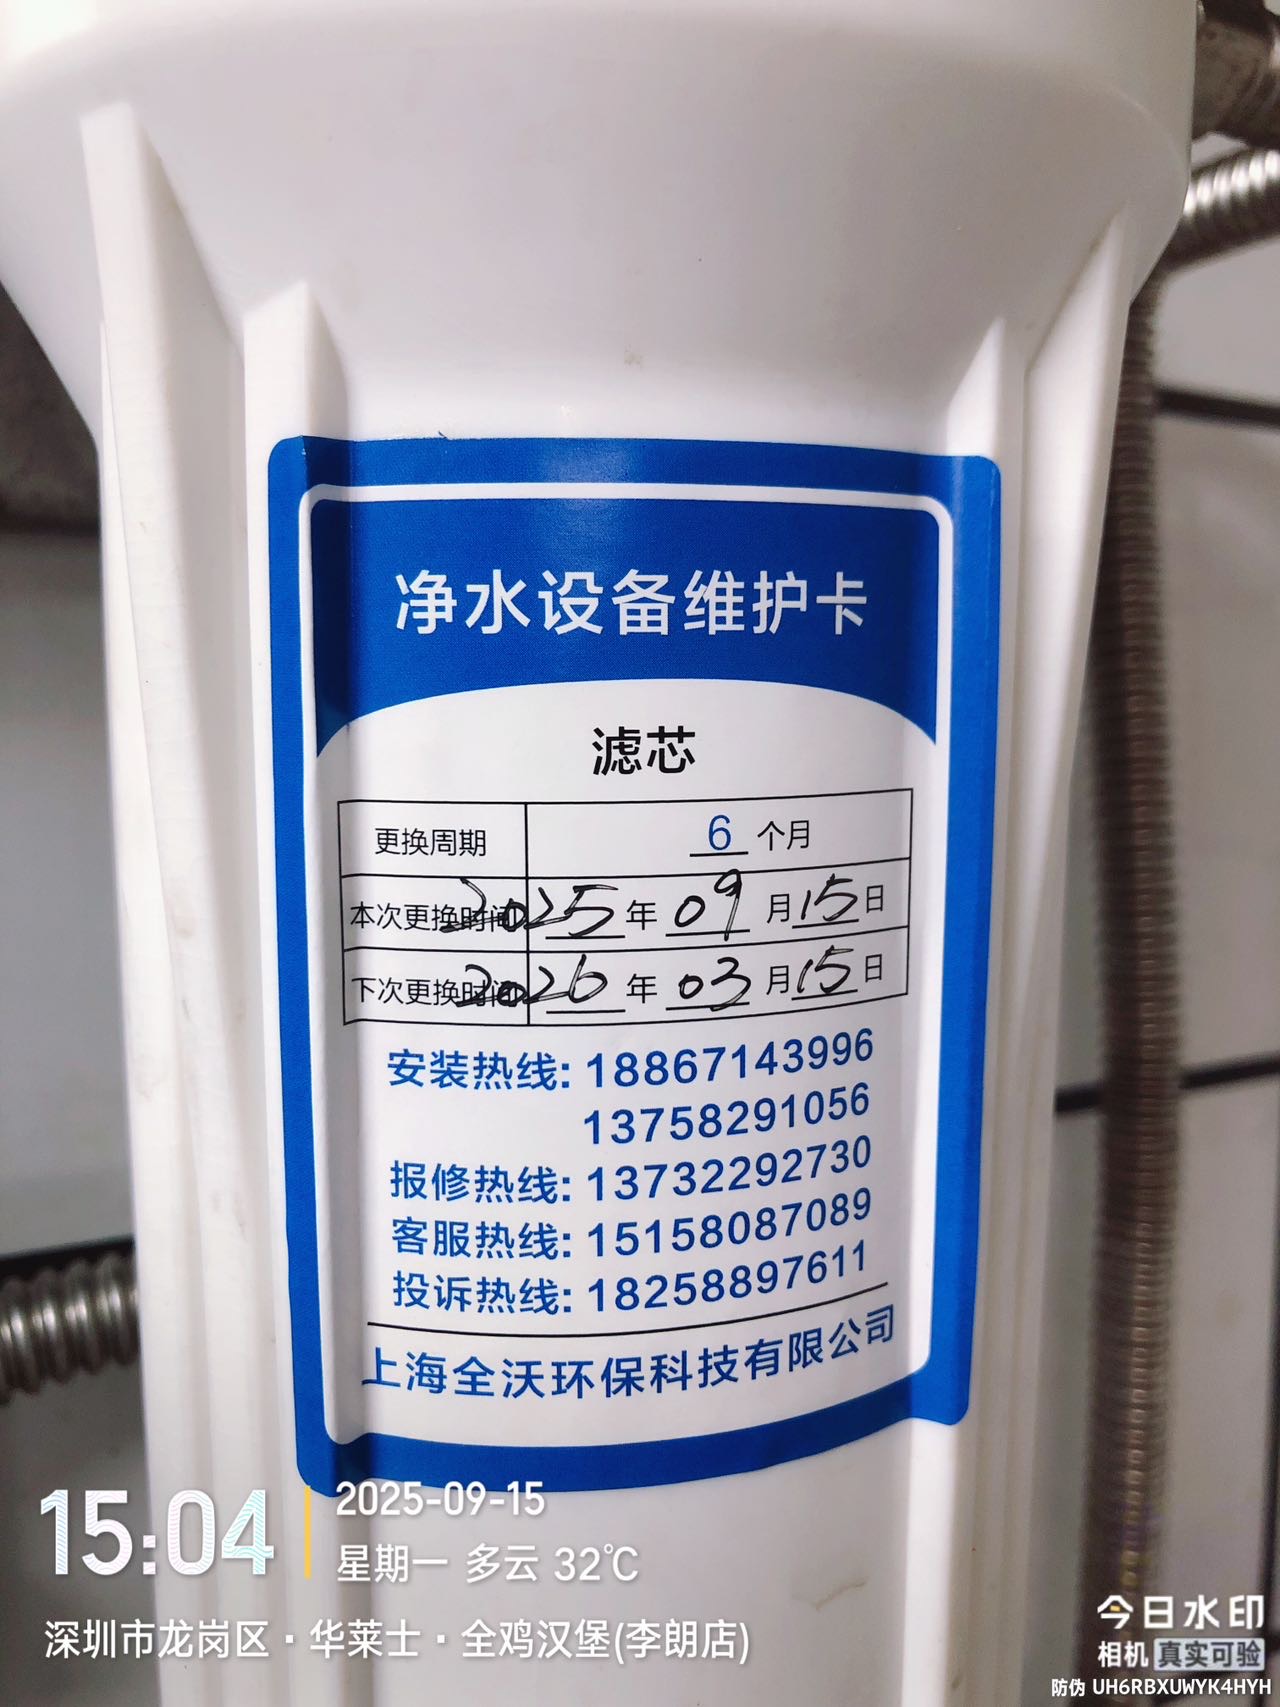 净水设备维护卡
滤芯
更换周期 6 个月
本次更换时间 2025 年 09 月 15 日
下次更换时间 2026 年 03 月 15 日
安装热线: 18867143996
13758291056
报修热线: 13732292730
客服热线: 15158087089
投诉热线: 18258897611
上海全沃环保科技有限公司
15:04
2025-09-15
星期一 多云 32℃
深圳市龙岗区·华莱士·全鸡汉堡(李朗店)
今日水印
相机 真实可验
防伪 UH6RBXUWYK4HYH